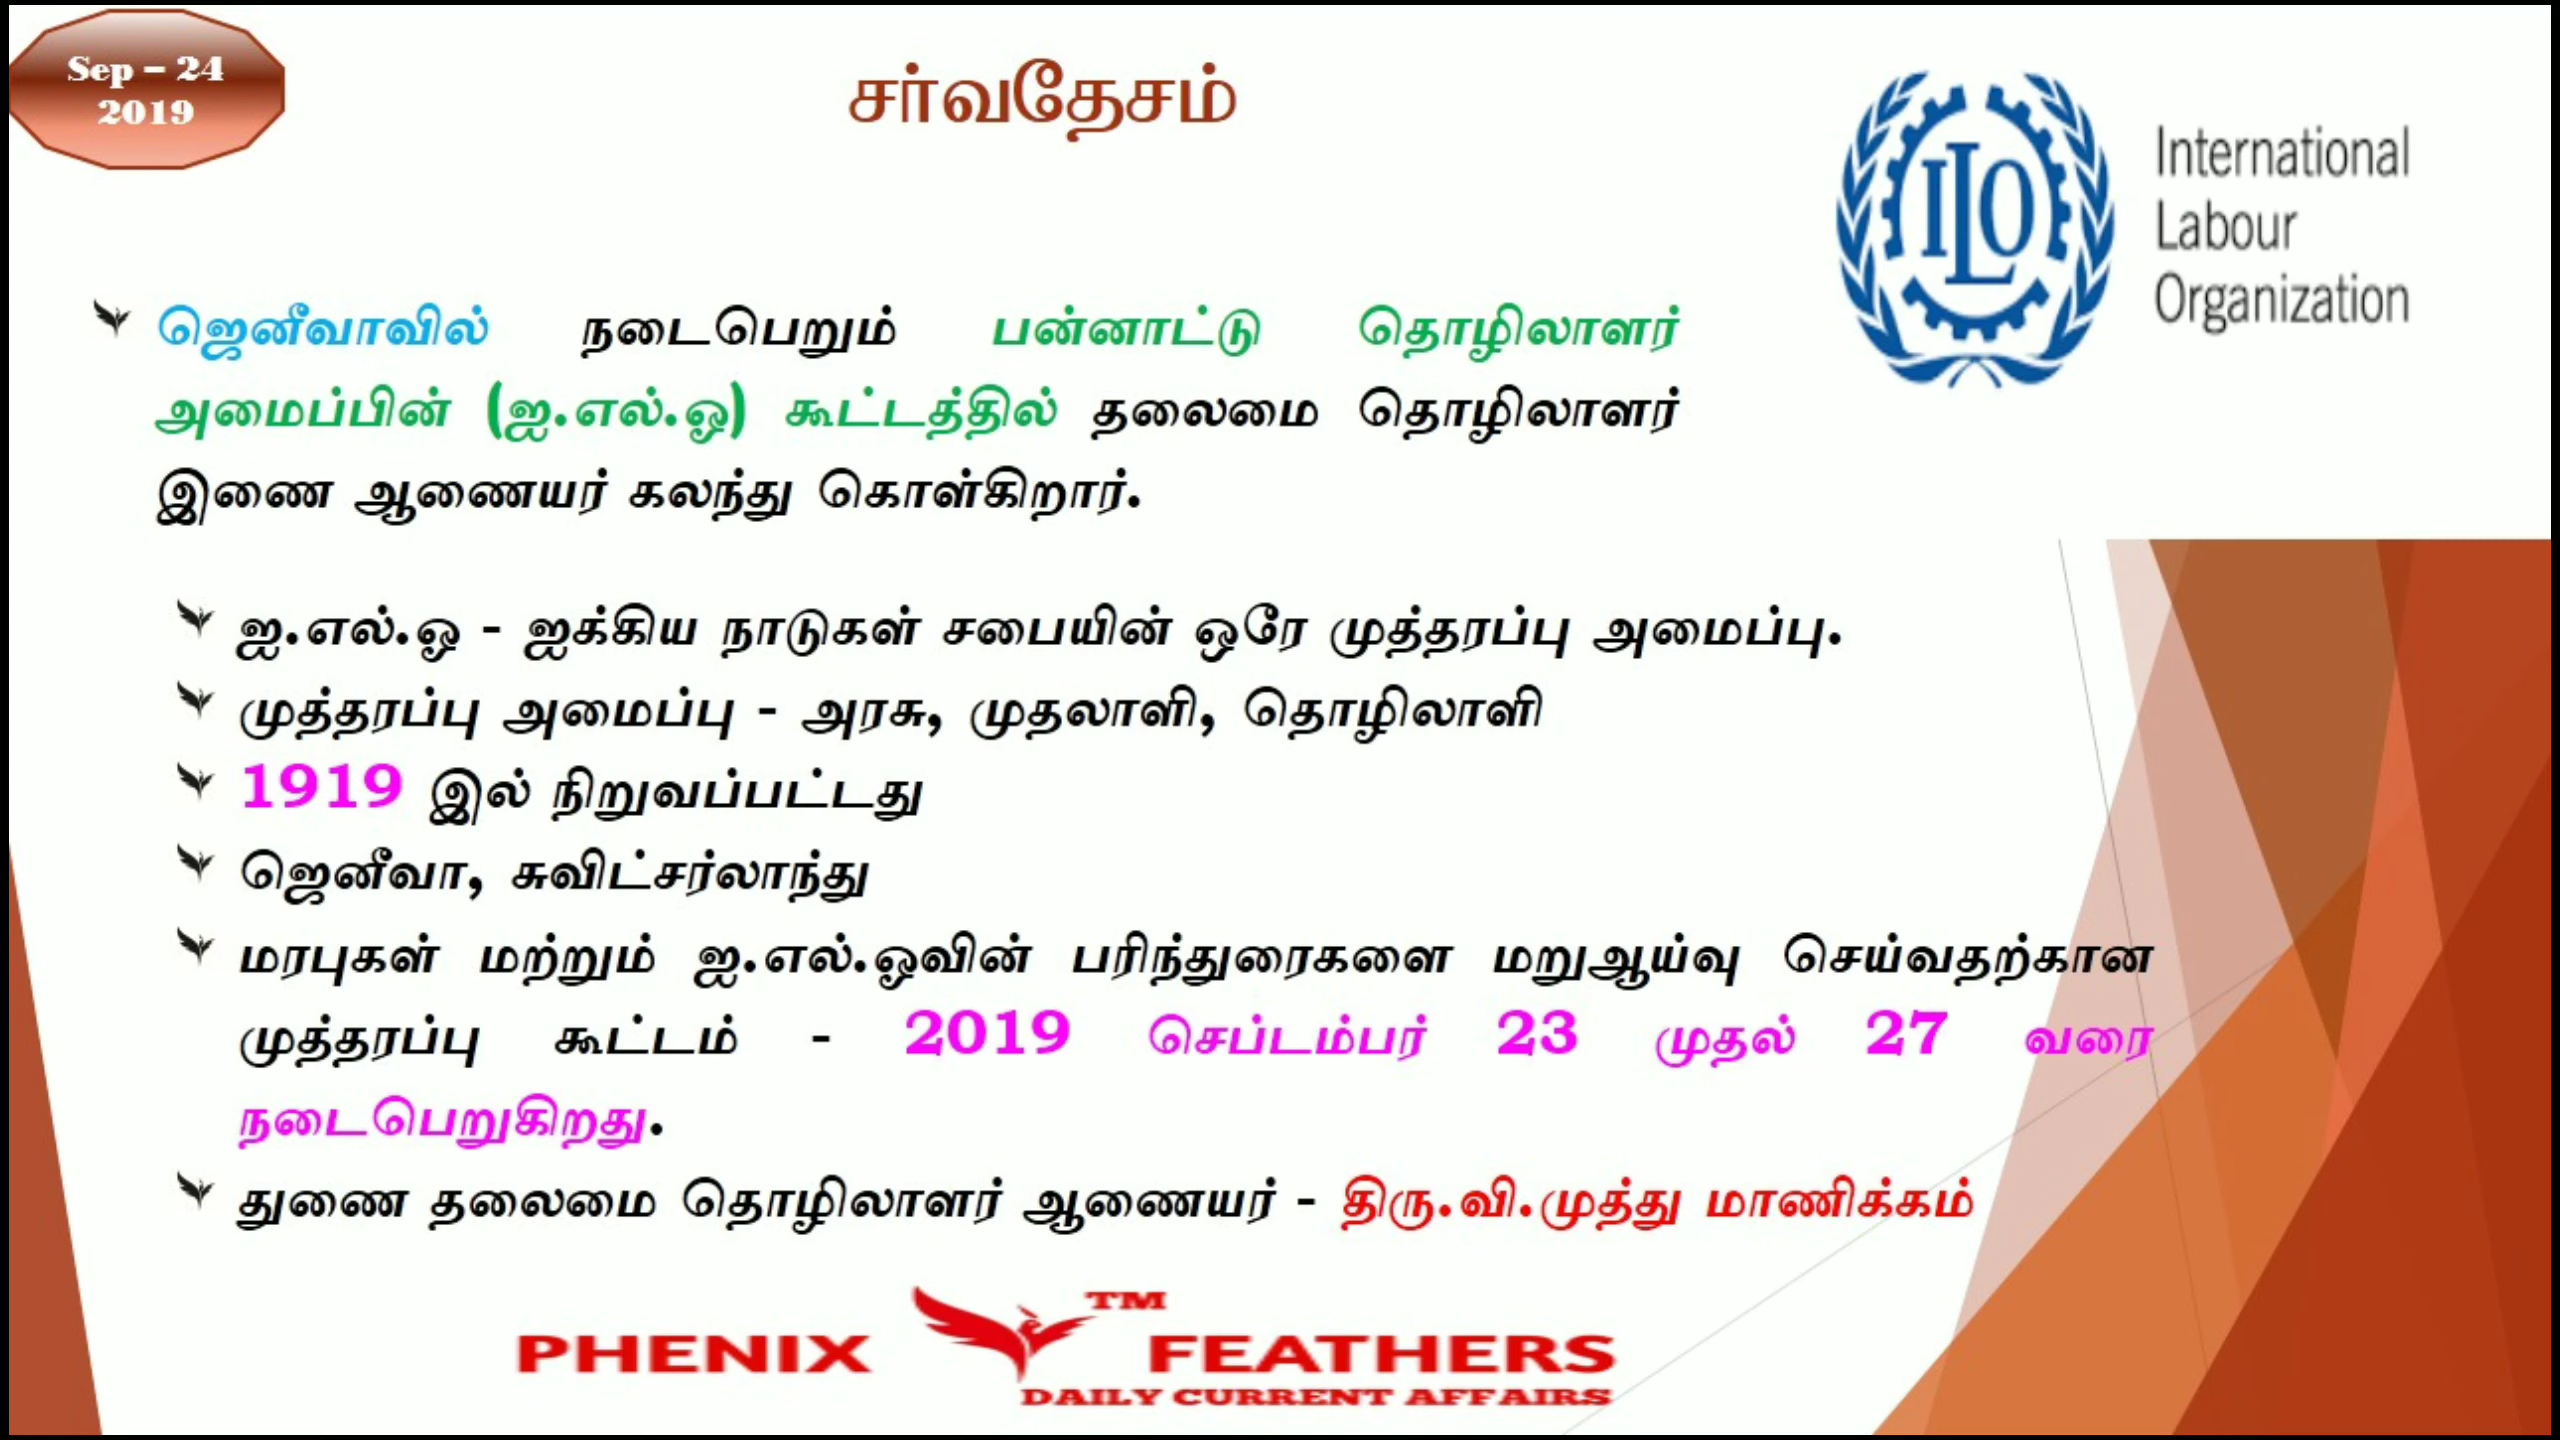 Sep – 24
2019
சர்வதேசம்
ILO
International
Labour
Organization
ஜெனீவாவில் நடைபெறும் பன்னாட்டு தொழிலாளர்
அமைப்பின் (ஐ.எல்.ஓ) கூட்டத்தில் தலைமை தொழிலாளர்
இணை ஆணையர் கலந்து கொள்கிறார்.
ஐ.எல்.ஓ - ஐக்கிய நாடுகள் சபையின் ஒரே முத்தரப்பு அமைப்பு.
முத்தரப்பு அமைப்பு - அரசு, முதலாளி, தொழிலாளி
1919 இல் நிறுவப்பட்டது
ஜெனீவா, சுவிட்சர்லாந்து
மரபுகள் மற்றும் ஐ.எல்.ஓவின் பரிந்துரைகளை மறுஆய்வு செய்வதற்கான
முத்தரப்பு கூட்டம் - 2019 செப்டம்பர் 23 முதல் 27 வரை
நடைபெறுகிறது.
துணை தலைமை தொழிலாளர் ஆணையர் - திரு.வி.முத்து மாணிக்கம்
PHENIX FEATHERS TM
DAILY CURRENT AFFAIRS